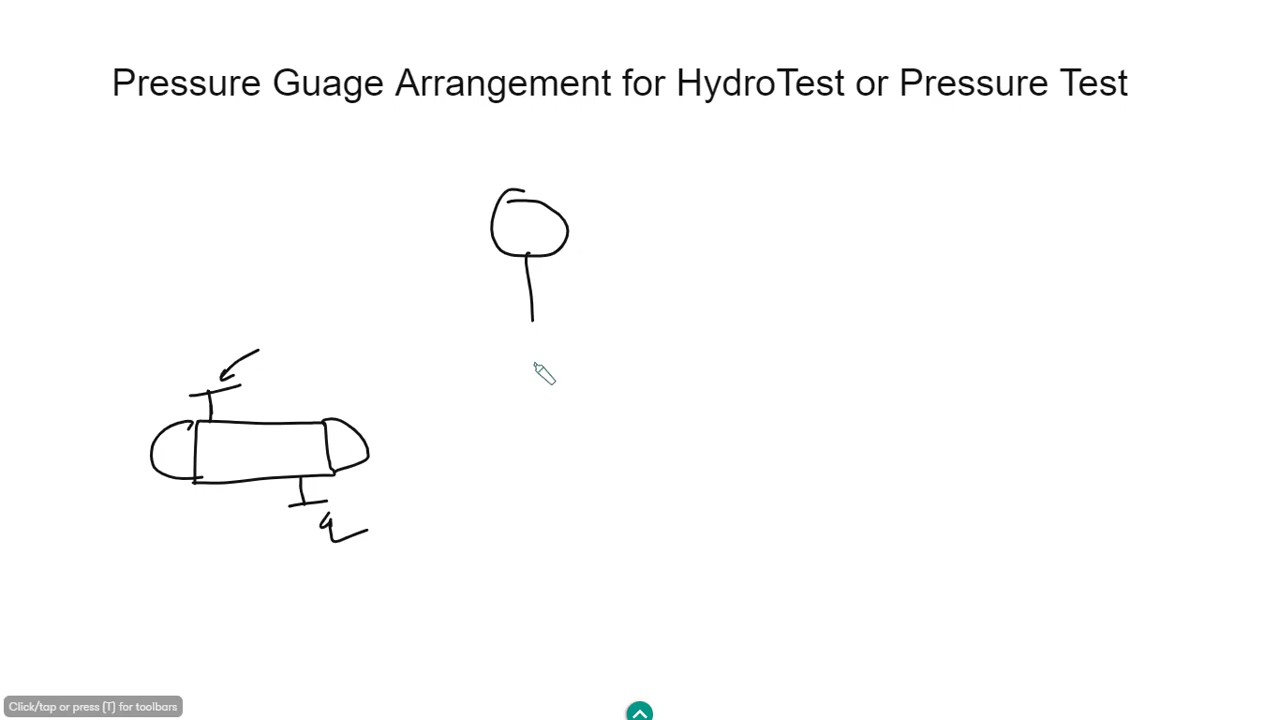 Pressure Guage Arrangement for HydroTest or Pressure Test
Click/tap or press (T) for toolbars